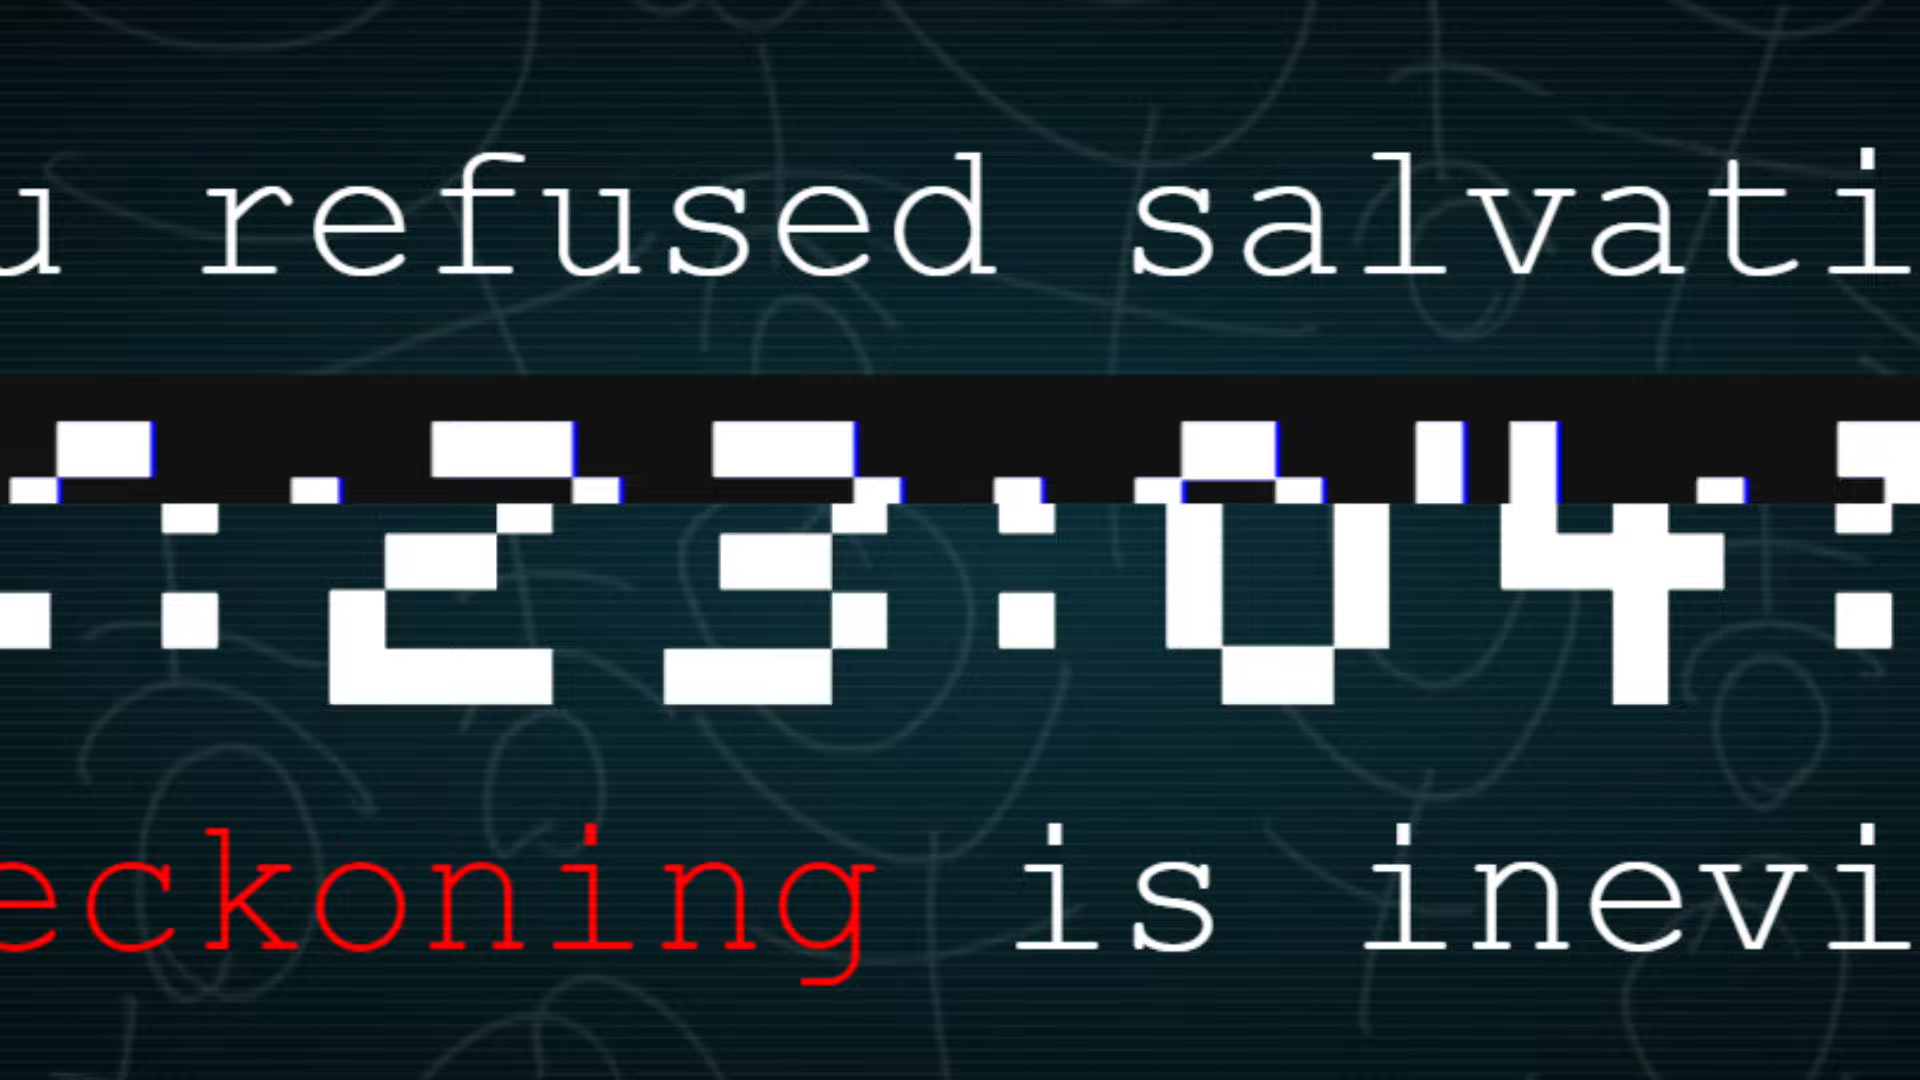 u refused salvati
:23:04:
eckoning is inevi